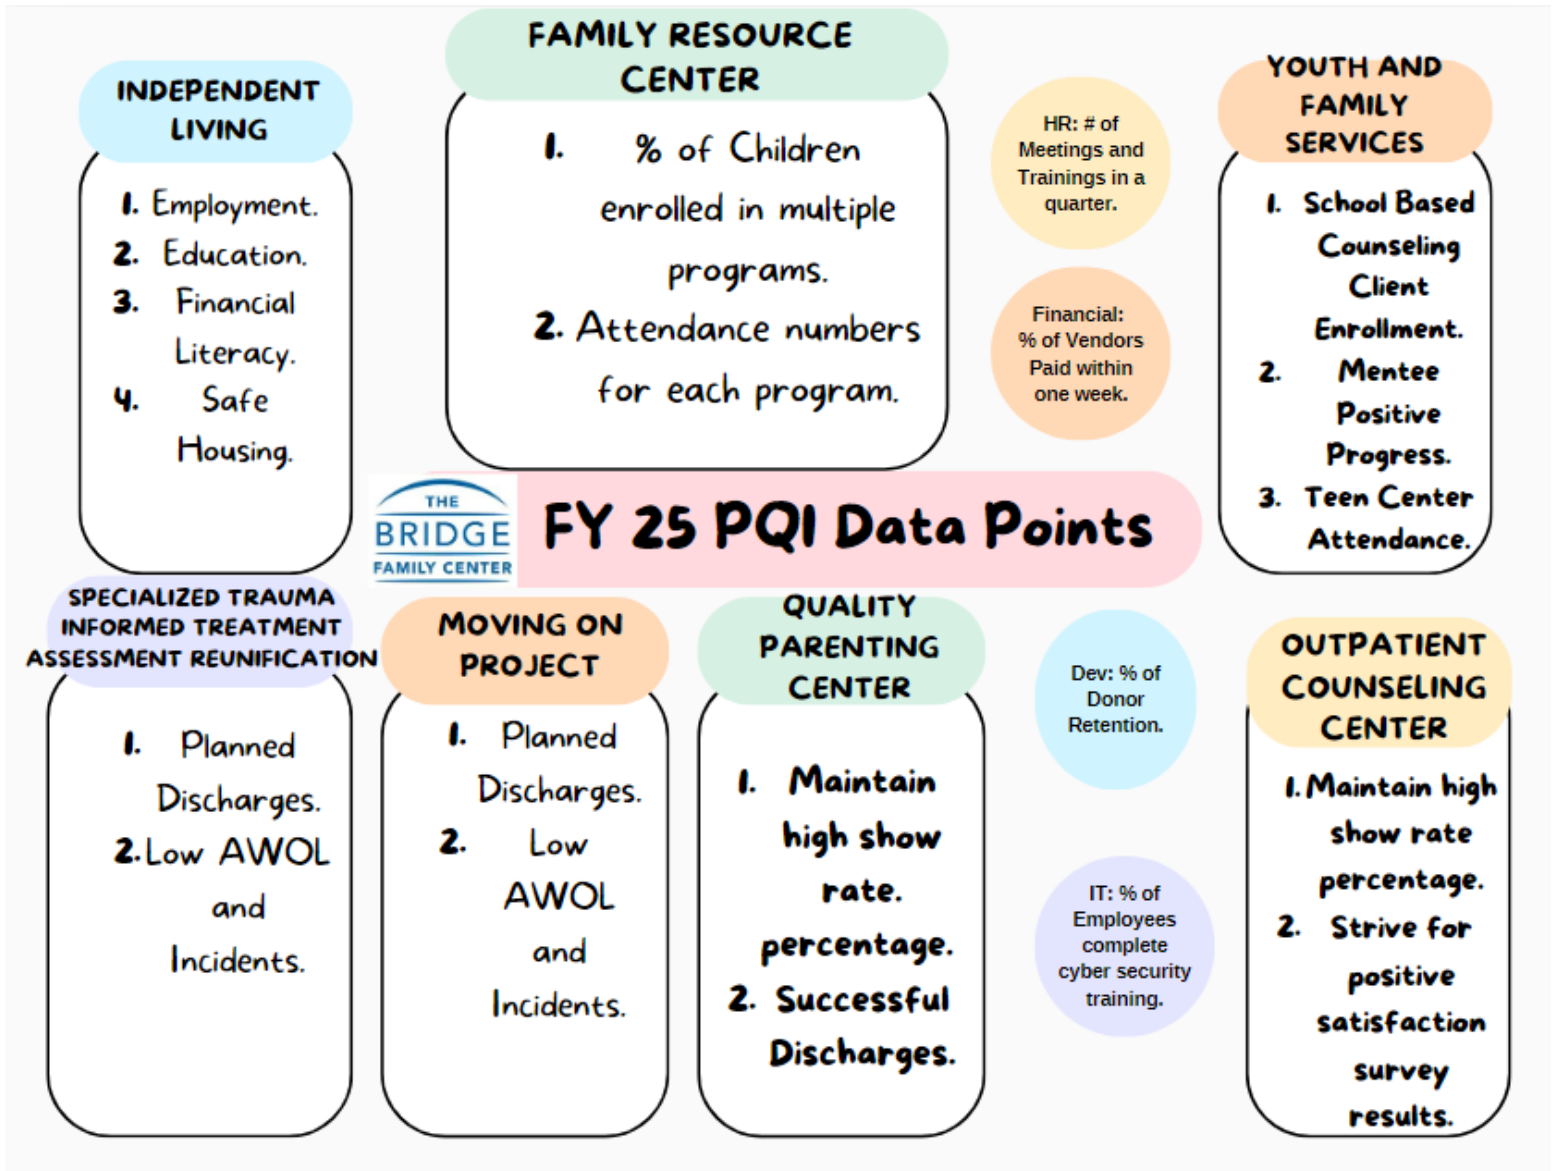 FAMILY RESOURCE
CENTER
1. % of Children
enrolled in multiple
programs.
2. Attendance numbers
for each program.
INDEPENDENT
LIVING
1. Employment.
2. Education.
3. Financial
Literacy.
4. Safe
Housing.
HR: # of
Meetings and
Trainings in a
quarter.
Financial:
% of Vendors
Paid within
one week.
YOUTH AND
FAMILY
SERVICES
1. School Based
Counseling
Client
Enrollment.
2. Mentee
Positive
Progress.
3. Teen Center
Attendance.
THE
BRIDGE
FAMILY CENTER
FY 25 PQI Data Points
SPECIALIZED TRAUMA
INFORMED TREATMENT
ASSESSMENT REUNIFICATION
1. Planned
Discharges.
2. Low AWOL
and
Incidents.
MOVING ON
PROJECT
1. Planned
Discharges.
2. Low
AWOL
and
Incidents.
QUALITY
PARENTING
CENTER
1. Maintain
high show
rate.
percentage.
2. Successful
Discharges.
Dev: % of
Donor
Retention.
IT: % of
Employees
complete
cyber security
training.
OUTPATIENT
COUNSELING
CENTER
1. Maintain high
show rate
percentage.
2. Strive for
positive
satisfaction
survey
results.